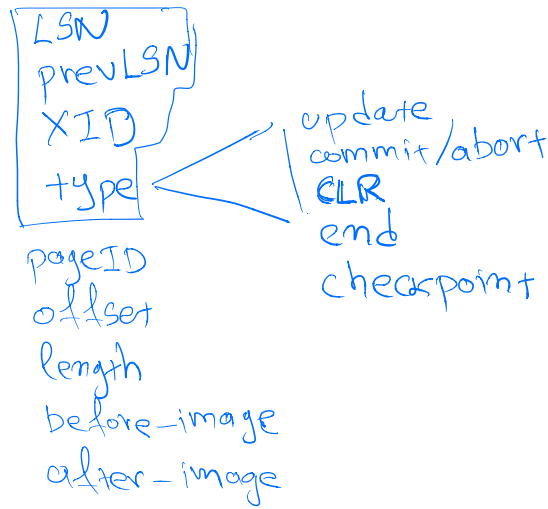 LSN
prevLSN
XID
type
update
commit/abort
CLR
end
checkpoint
pageID
offset
length
before-image
after-image